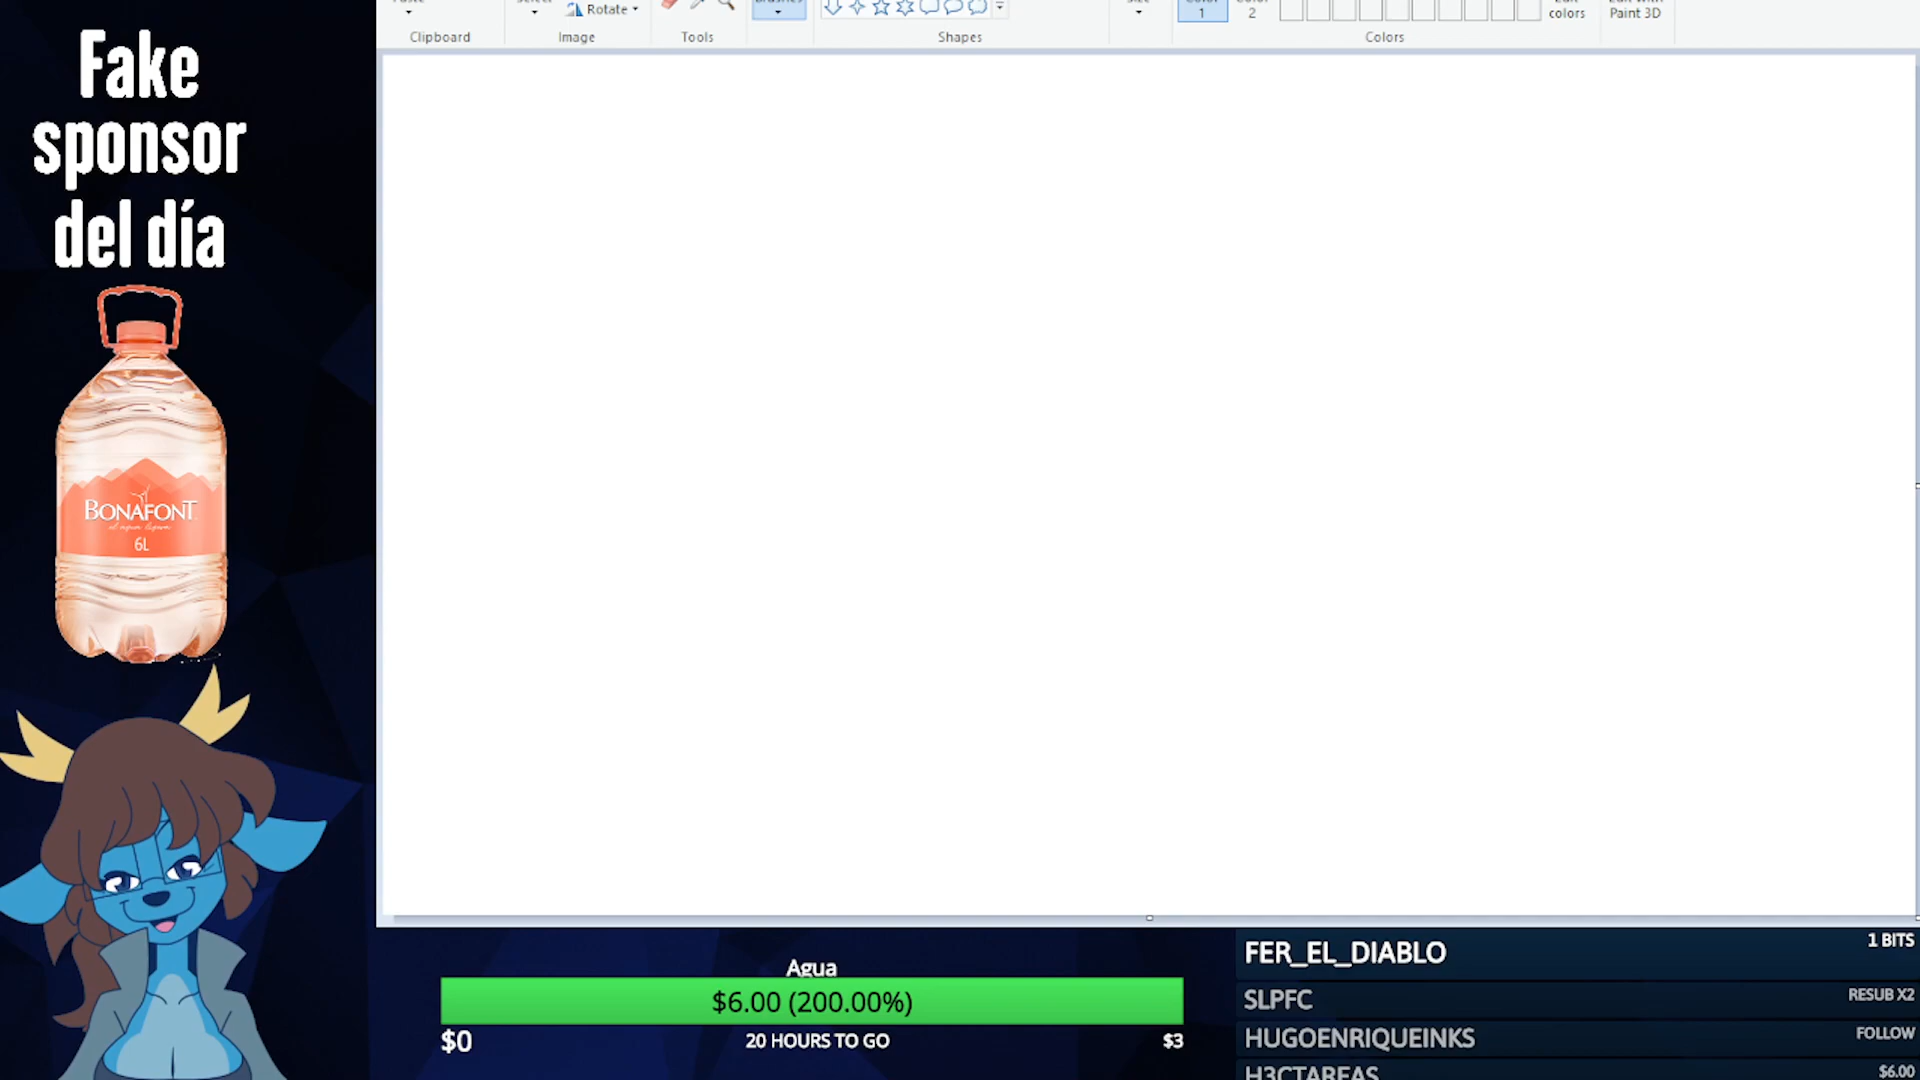 Fake
sponsor
del día
BONAFONT
6L
Rotate
Clipboard
Image
Tools
Shapes
1
2
colors
Paint 3D
Colors
Agua
$6.00 (200.00%)
$0
20 HOURS TO GO
$3
FER_EL_DIABLO
1 BITS
SLPFC
RESUB X2
HUGOENRIQUEINKS
FOLLOW
H3CTAREAS
$6.00